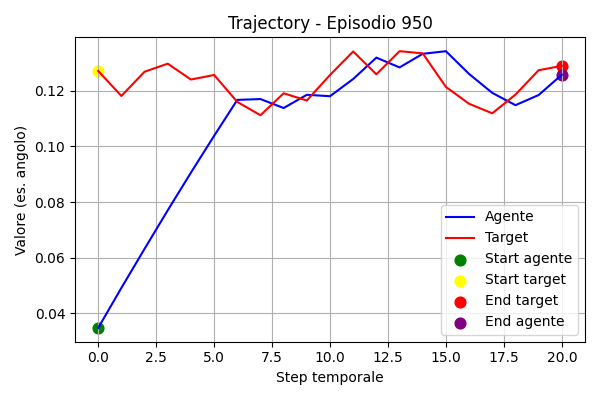 Trajectory - Episodio 950
Valore (es. angolo)
0.12
0.10
0.08
0.06
0.04
Agente
Target
Start agente
Start target
End target
End agente
0.0 2.5 5.0 7.5 10.0 12.5 15.0 17.5 20.0
Step temporale